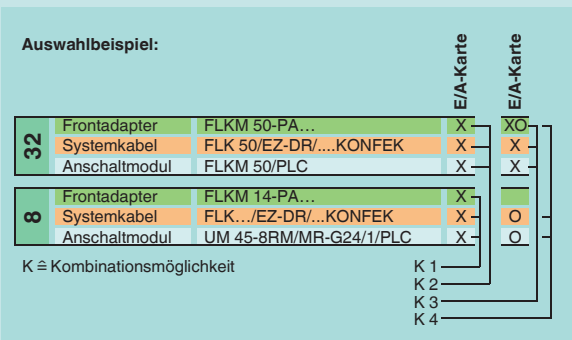 Auswahlbeispiel:
E/A-Karte
E/A-Karte
32
Frontadapter FLKM 50-PA… X XO
Systemkabel FLK 50/EZ-DR/....KONFEK X X
Anschaltmodul FLKM 50/PLC X X
8
Frontadapter FLKM 14-PA… X
Systemkabel FLK…/EZ-DR/...KONFEK X O
Anschaltmodul UM 45-8RM/MR-G24/1/PLC X O
K ≙ Kombinationsmöglichkeit
K 1
K 2
K 3
K 4